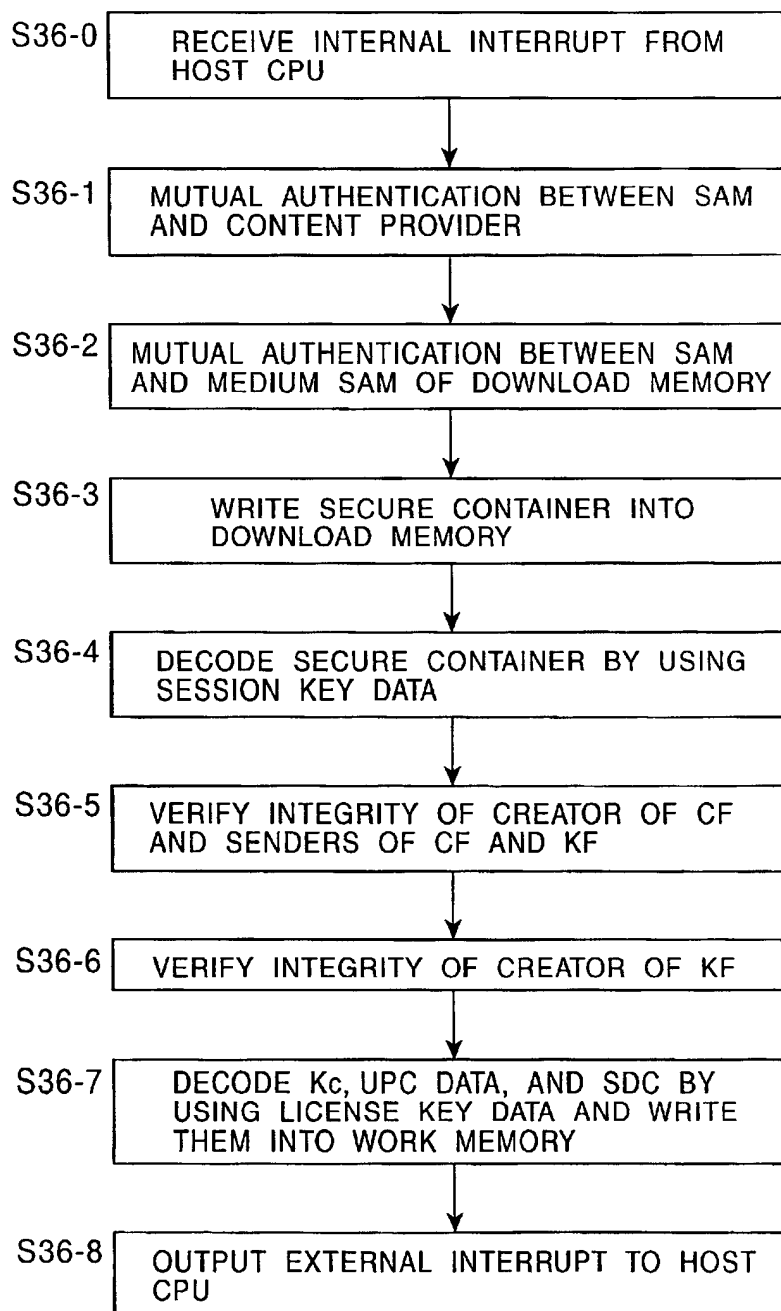 S36-0
RECEIVE INTERNAL INTERRUPT FROM
HOST CPU
S36-1
MUTUAL AUTHENTICATION BETWEEN SAM
AND CONTENT PROVIDER
S36-2
MUTUAL AUTHENTICATION BETWEEN SAM
AND MEDIUM SAM OF DOWNLOAD MEMORY
S36-3
WRITE SECURE CONTAINER INTO
DOWNLOAD MEMORY
S36-4
DECODE SECURE CONTAINER BY USING
SESSION KEY DATA
S36-5
VERIFY INTEGRITY OF CREATOR OF CF
AND SENDERS OF CF AND KF
S36-6
VERIFY INTEGRITY OF CREATOR OF KF
S36-7
DECODE Kc, UPC DATA, AND SDC BY
USING LICENSE KEY DATA AND WRITE
THEM INTO WORK MEMORY
S36-8
OUTPUT EXTERNAL INTERRUPT TO HOST
CPU